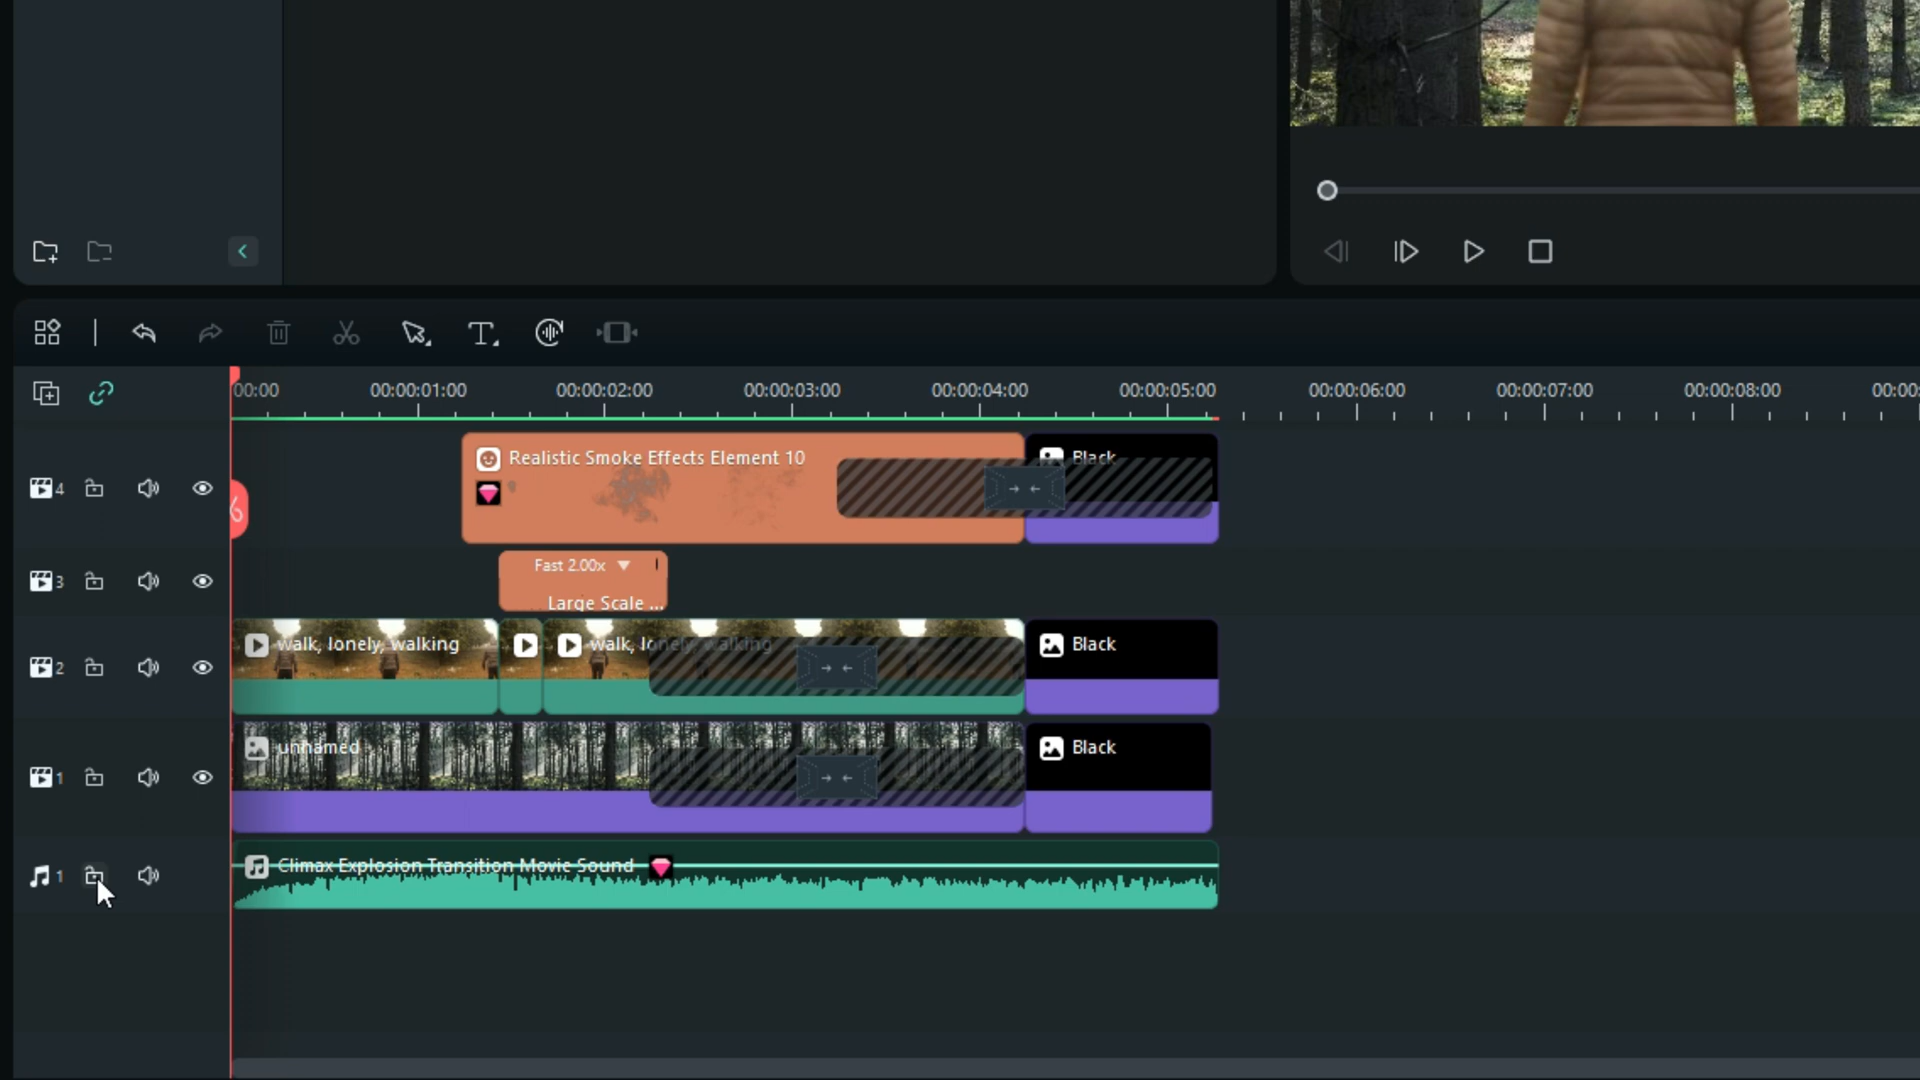 00:00 00:00:01:00 00:00:02:00 00:00:03:00 00:00:04:00 00:00:05:00 00:00:06:00 00:00:07:00 00:00:08:00 00:00
4 Realistic Smoke Effects Element 10 Black
3 Fast 2.00x
Large Scale ...
2 walk, lonely, walking walk, lonely, walking Black
1 unnamed Black
1 Climax Explosion Transition Movie Sound